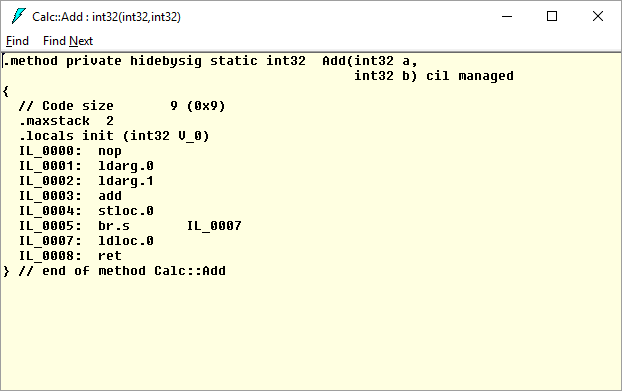 Calc::Add : int32(int32,int32)
Find Find Next
.method private hidebysig static int32  Add(int32 a,
                                            int32 b) cil managed
{
  // Code size       9 (0x9)
  .maxstack  2
  .locals init (int32 V_0)
  IL_0000:  nop
  IL_0001:  ldarg.0
  IL_0002:  ldarg.1
  IL_0003:  add
  IL_0004:  stloc.0
  IL_0005:  br.s       IL_0007
  IL_0007:  ldloc.0
  IL_0008:  ret
} // end of method Calc::Add